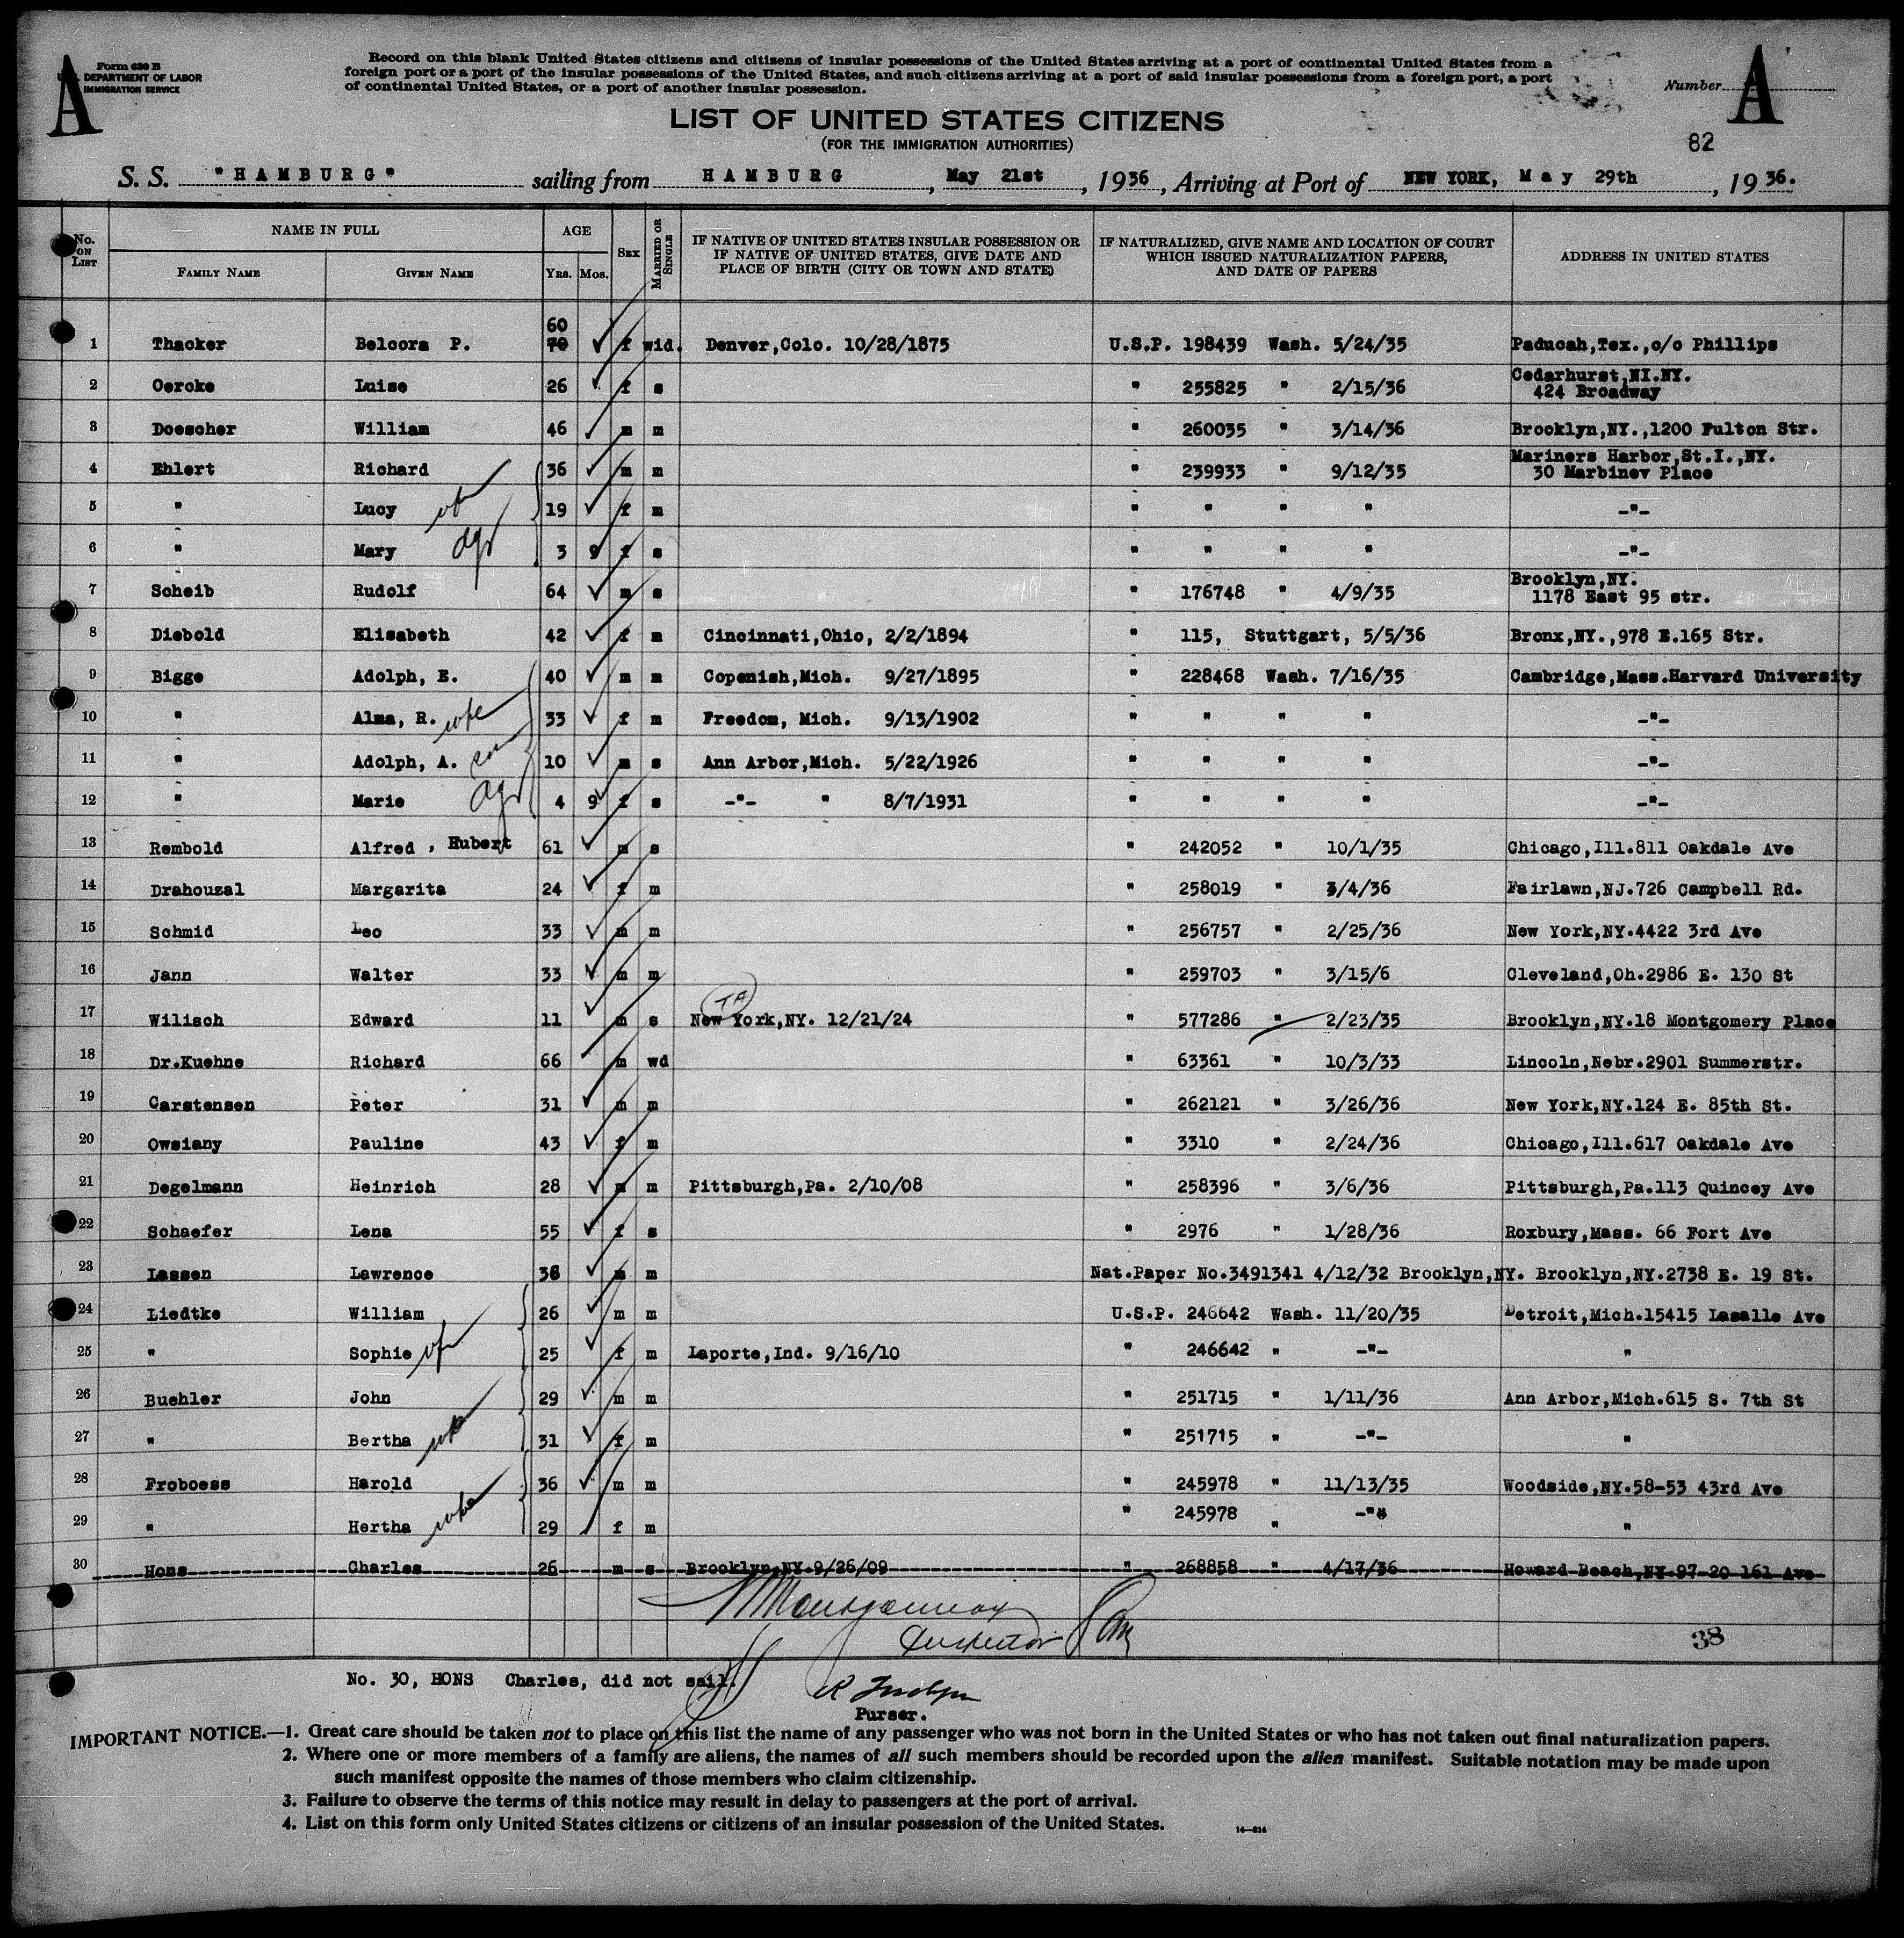 A
Form 630 B
U.S. DEPARTMENT OF LABOR
IMMIGRATION SERVICE
Record on this blank United States citizens and citizens of insular possessions of the United States arriving at a port of continental United States from a
foreign port or a port of the insular possessions of the United States, and such citizens arriving at a port of said insular possessions from a foreign port, a port
of continental United States, or a port of another insular possession.
Number
A
LIST OF UNITED STATES CITIZENS
(FOR THE IMMIGRATION AUTHORITIES)
82
S. S. "HAMBURG" sailing from HAMBURG, May 21st, 1936, Arriving at Port of NEW YORK, May 29th, 1936.
No. ON LIST NAME IN FULL FAMILY NAME GIVEN NAME AGE YRS. MOS. SEX MARRIED OR SINGLE IF NATIVE OF UNITED STATES INSULAR POSSESSION OR IF NATIVE OF UNITED STATES, GIVE DATE AND PLACE OF BIRTH (CITY OR TOWN AND STATE) IF NATURALIZED, GIVE NAME AND LOCATION OF COURT WHICH ISSUED NATURALIZATION PAPERS, AND DATE OF PAPERS ADDRESS IN UNITED STATES
60
1 Thacker Belcora P. 70 f wid. Denver,Colo. 10/28/1875 U.S.P. 198439 Wash. 5/24/35 Paducah,Tex.,c/o Phillips
2 Oercke Luise 26 f s " 255825 " 2/15/36 Cedarhurst,NI.NY. 424 Broadway
3 Doescher William 46 m m " 260035 " 3/14/36 Brooklyn,NY.,1200 Fulton Str.
4 Ehlert Richard 36 m m " 239933 " 9/12/35 Mariners Harbor,St.I.,NY. 30 Marbinev Place
5 " Lucy wfe 19 f m " " " " -"-
6 " Mary dgt 3 9 f s " " " " -"-
7 Scheib Rudolf 64 m s " 176748 " 4/9/35 Brooklyn,NY. 1178 East 95 str.
8 Diebold Elisabeth 42 f m Cincinnati,Ohio, 2/2/1894 " 115, Stuttgart, 5/5/36 Bronx,NY.,978 E.165 Str.
9 Bigge Adolph, E. 40 m m Copenish,Mich. 9/27/1895 " 228468 Wash. 7/16/35 Cambridge,Mass.Harvard University
10 " Alma, R. wfe 33 f m Freedom, Mich. 9/13/1902 " " " " -"-
11 " Adolph, A. son 10 m s Ann Arbor,Mich. 5/22/1926 " " " " -"-
12 " Marie dgt 4 9 f s -"- " 8/7/1931 " " " " -"-
13 Rembold Alfred , Hubert 61 m s " 242052 " 10/1/35 Chicago,Ill.811 Oakdale Ave
14 Drahouzal Margarita 24 f m " 258019 " 3/4/36 Fairlawn,NJ.726 Campbell Rd.
15 Schmid Leo 33 m m " 256757 " 2/25/36 New York,NY.4422 3rd Ave
16 Jann Walter 33 m m " 259703 " 3/15/6 Cleveland,Oh.2986 E. 130 St
TA
17 Wilisch Edward 11 m s New York,NY. 12/21/24 " 577286 " 2/23/35 Brooklyn,NY.18 Montgomery Place
18 Dr.Kuehne Richard 66 m wd " 63361 " 10/3/33 Lincoln,Nebr.2901 Summerstr.
19 Carstensen Peter 31 m m " 262121 " 3/26/36 New York,NY.124 E. 85th St.
20 Owsiany Pauline 43 f m " 3310 " 2/24/36 Chicago,Ill.617 Oakdale Ave
21 Degelmann Heinrich 28 m m Pittsburgh,Pa. 2/10/08 " 258396 " 3/6/36 Pittsburgh,Pa.113 Quincey Ave
22 Schaefer Lena 55 f s " 2976 " 1/28/36 Roxbury,Mass. 66 Fort Ave
23 Lassen Lawrence 36 m m Nat.Paper No.3491341 4/12/32 Brooklyn,NY. Brooklyn,NY.2738 E. 19 St.
24 Liedtke William 26 m m U.S.P. 246642 Wash. 11/20/35 Detroit,Mich.15415 Lasalle Ave
25 " Sophie wfe 25 f m Laporte,Ind. 9/16/10 " 246642 " -"- "
26 Buehler John 29 m m " 251715 " 1/11/36 Ann Arbor,Mich.615 S. 7th St
27 " Bertha wfe 31 f m " 251715 " -"- "
28 Froboess Harold 36 m m " 245978 " 11/13/35 Woodside,NY.58-53 43rd Ave
29 " Hertha wfe 29 f m " 245978 " -"- "
30 Hons Charles 26 m s Brooklyn,NY.9/26/09 " 268858 " 4/17/36 Howard Beach,NY.97-20 161 Ave
Montgomery
Inspector
38
No. 30, HONS Charles, did not sail.
Purser.
IMPORTANT NOTICE.—1. Great care should be taken not to place on this list the name of any passenger who was not born in the United States or who has not taken out final naturalization papers.
2. Where one or more members of a family are aliens, the names of all such members should be recorded upon the alien manifest. Suitable notation may be made upon
such manifest opposite the names of those members who claim citizenship.
3. Failure to observe the terms of this notice may result in delay to passengers at the port of arrival.
4. List on this form only United States citizens or citizens of an insular possession of the United States.
14—814